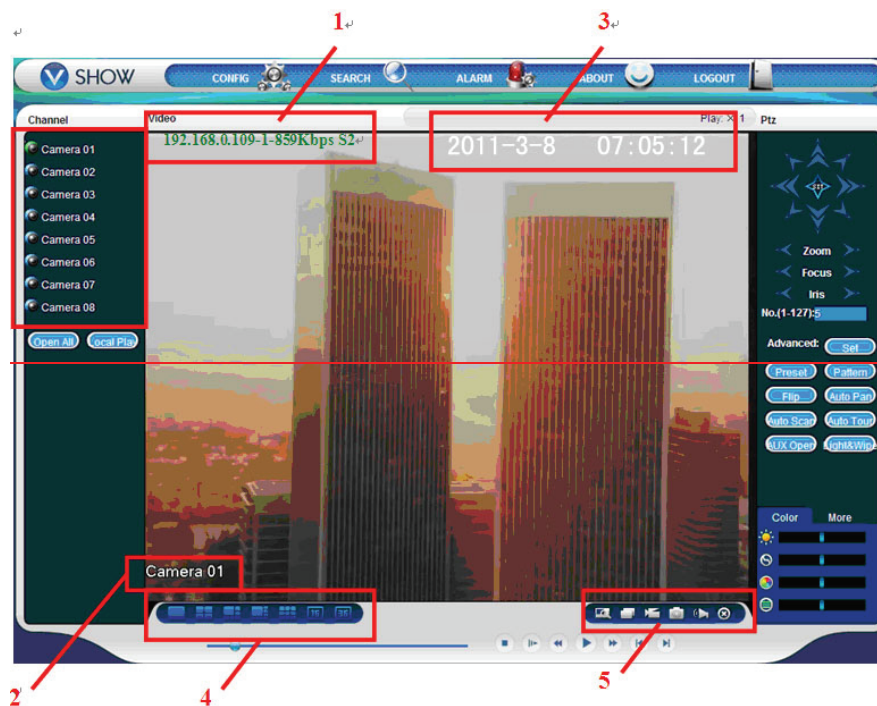 1 3
V SHOW CONFIG SEARCH ALARM ABOUT LOGOUT
Channel Video Play: × 1 Ptz
192.168.0.109-1-859Kbps S2
2011-3-8 07:05:12
Camera 01
Camera 02
Camera 03
Camera 04
Camera 05
Camera 06
Camera 07
Camera 08
Open All Local Play
SET
Zoom
Focus
Iris
No.(1-127):5
Advanced: Set
Preset Pattern
Flip Auto Pan
Auto Scan Auto Tour
AUX Open Light&Wipe
Color More
Camera 01
2 4 5